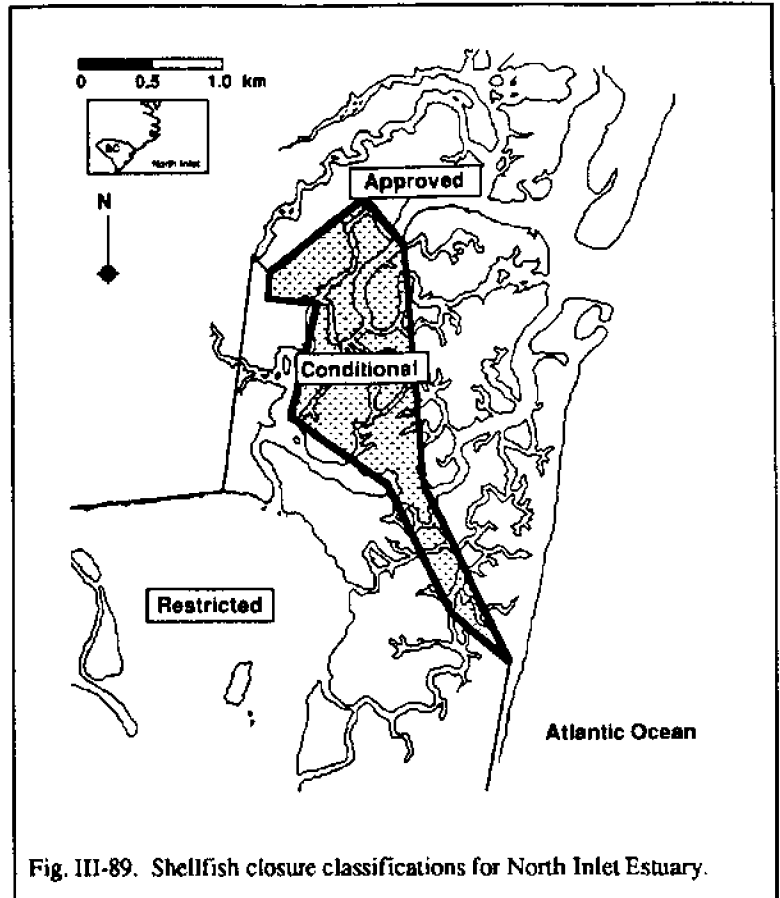 0 0.5 1.0 km
SC
North Inlet
N
Approved
Conditional
Restricted
Atlantic Ocean
Fig. III-89. Shellfish closure classifications for North Inlet Estuary.